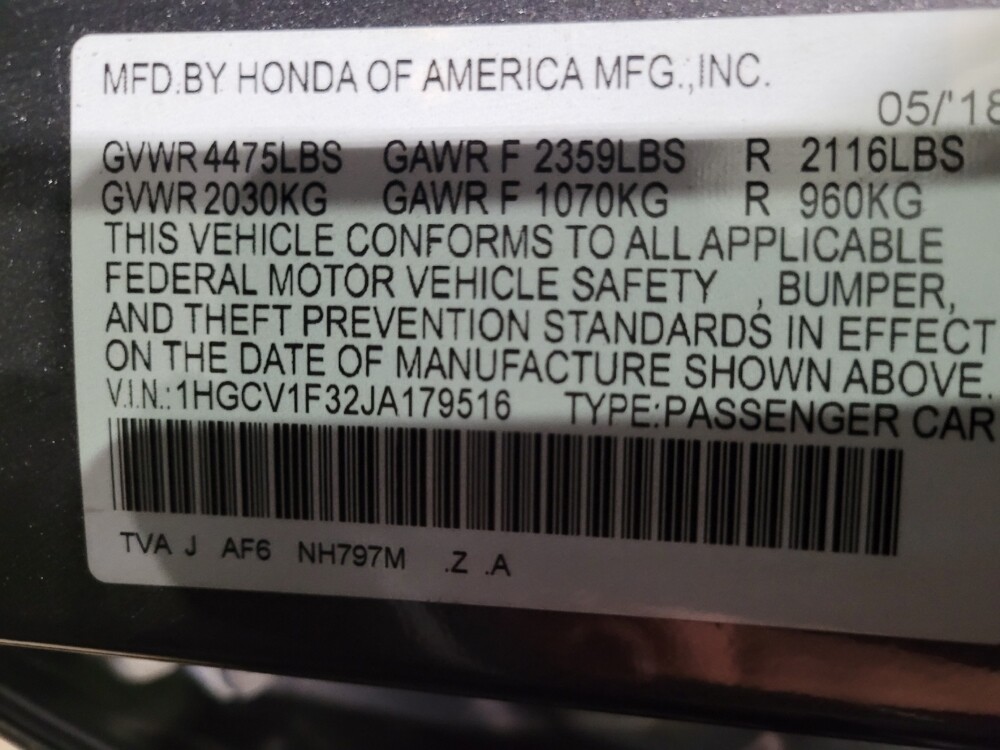 MFD.BY HONDA OF AMERICA MFG.,INC.
05/'18
GVWR 4475LBS GAWR F 2359LBS R 2116LBS
GVWR 2030KG GAWR F 1070KG R 960KG
THIS VEHICLE CONFORMS TO ALL APPLICABLE
FEDERAL MOTOR VEHICLE SAFETY , BUMPER,
AND THEFT PREVENTION STANDARDS IN EFFECT
ON THE DATE OF MANUFACTURE SHOWN ABOVE.
V.I.N.: 1HGCV1F32JA179516 TYPE:PASSENGER CAR
TVA J AF6 NH797M .Z .A